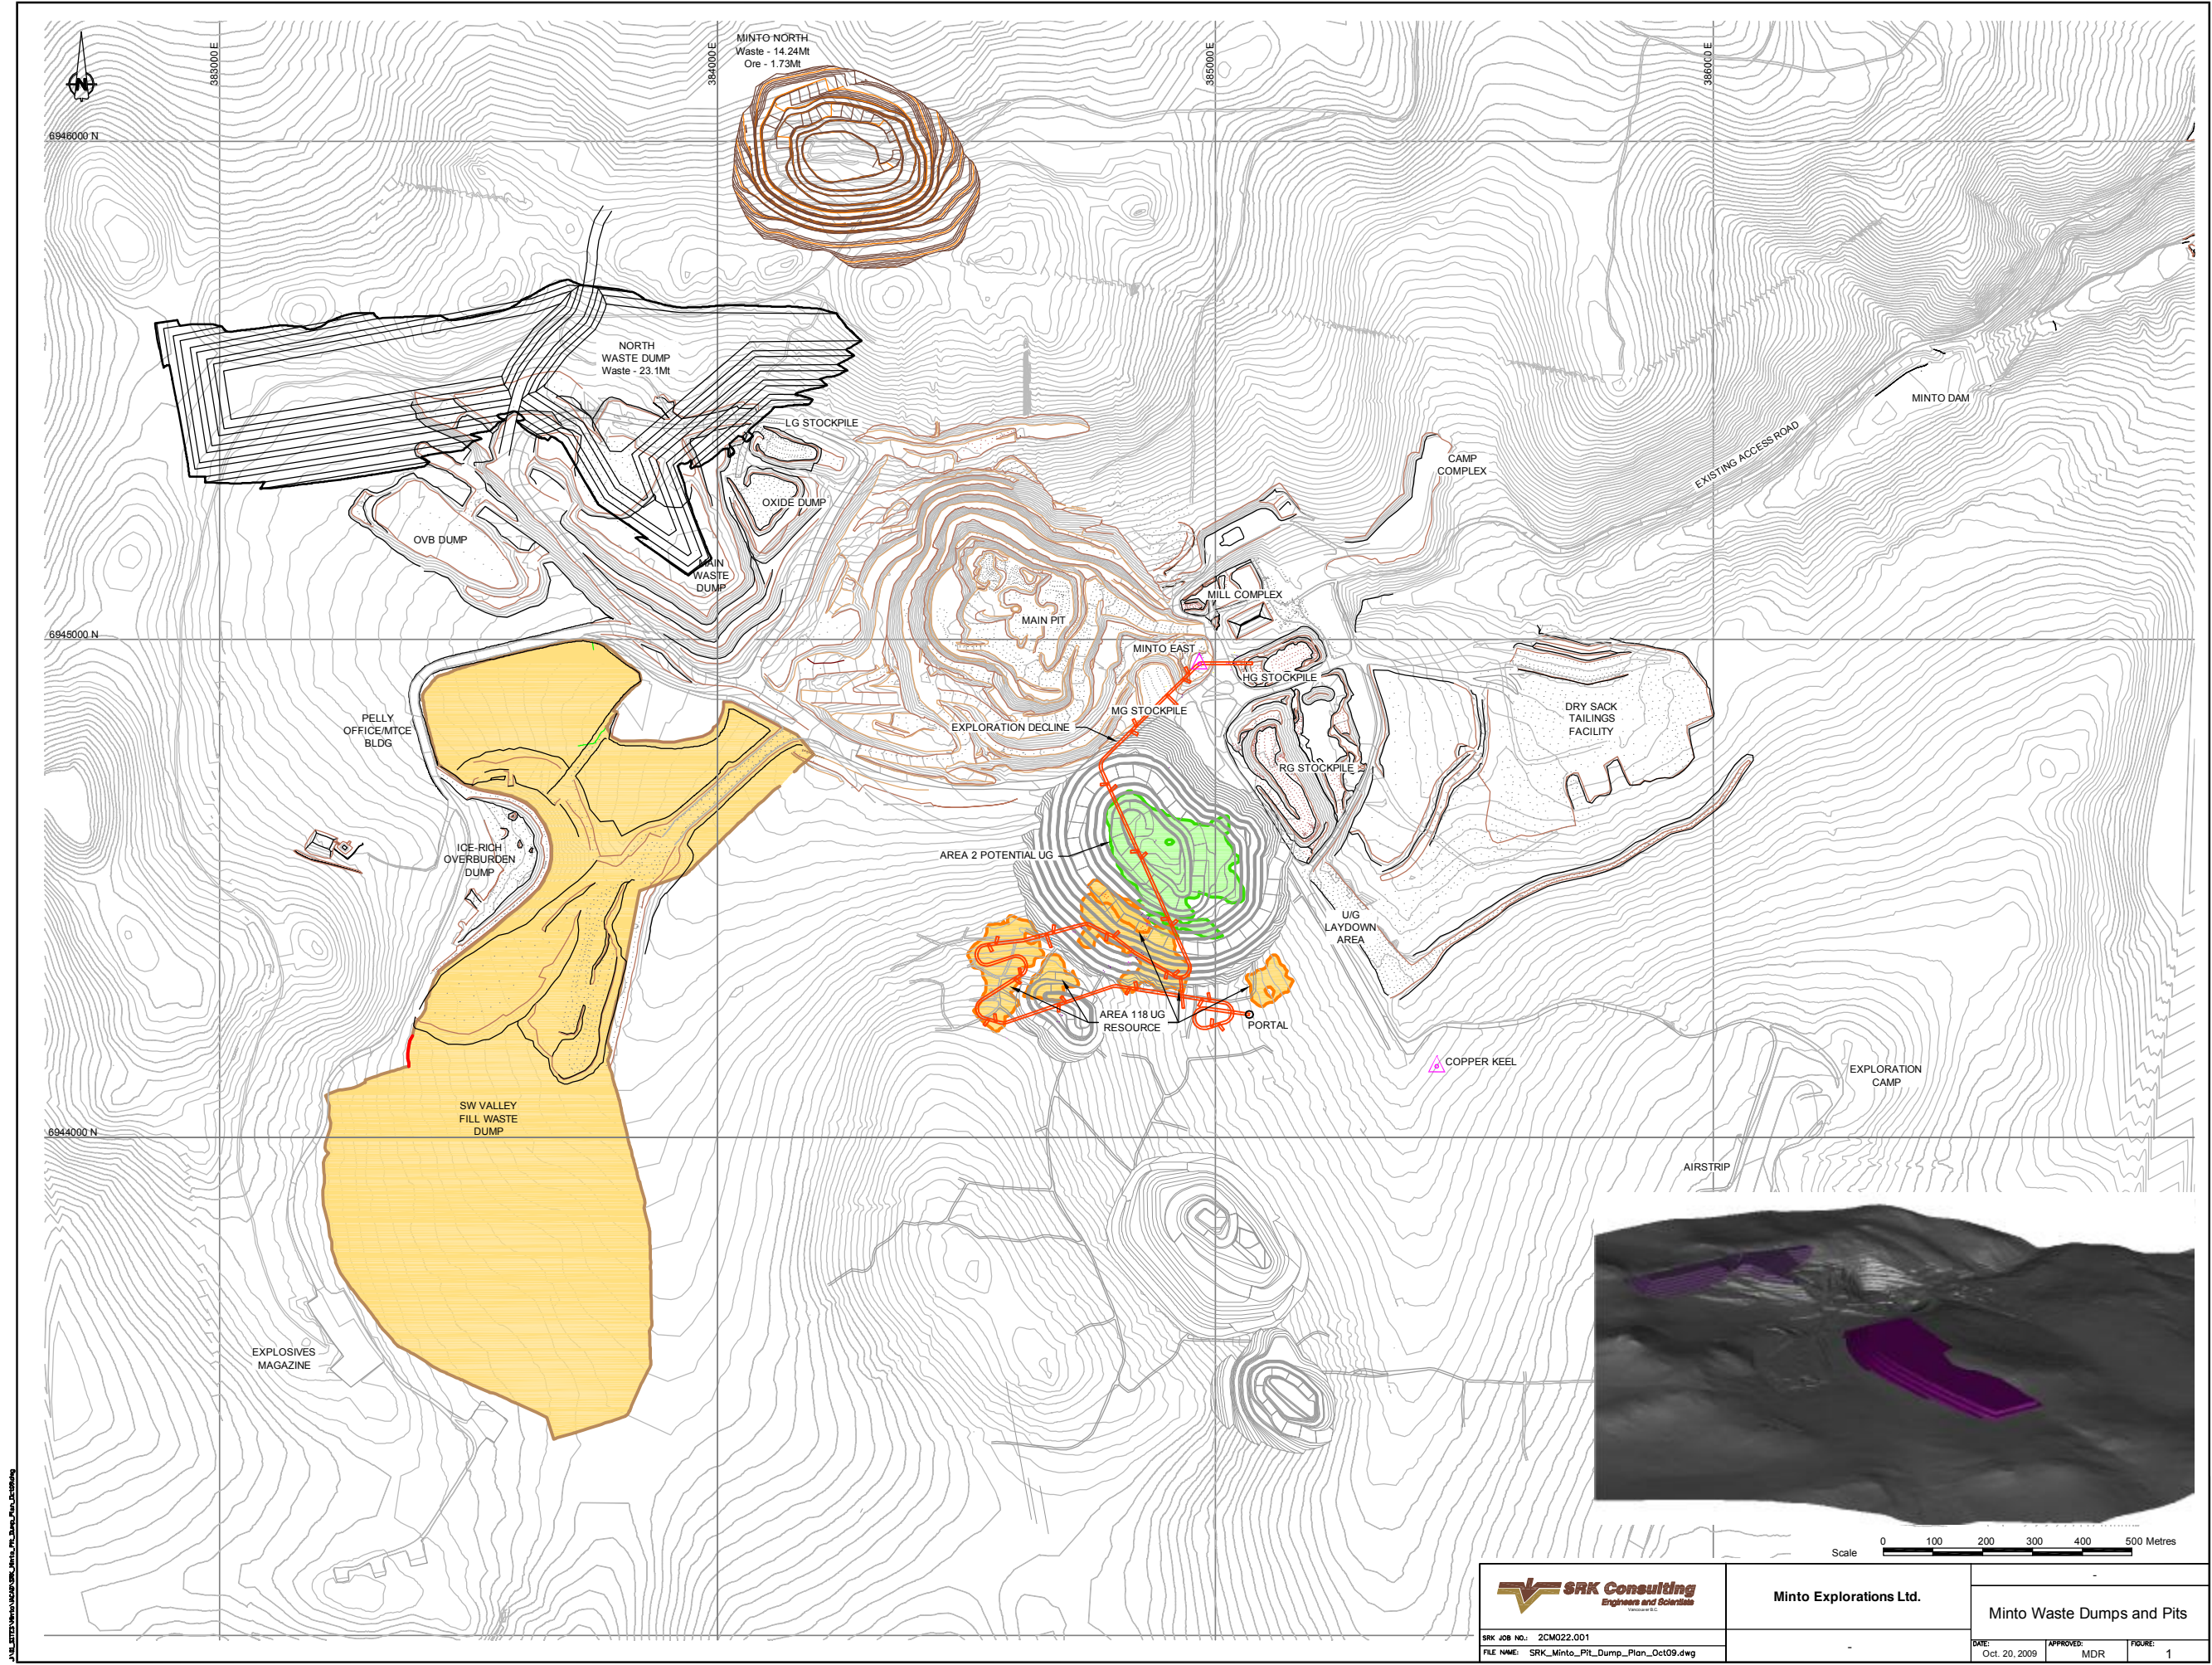 MINTO NORTH
Waste - 14.24Mt
Ore - 1.73Mt
383000 E
384000 E
385000 E
386000 E
N
6946000 N
NORTH
WASTE DUMP
Waste - 23.1Mt
MINTO DAM
LG STOCKPILE
EXISTING ACCESS ROAD
CAMP
COMPLEX
OXIDE DUMP
OVB DUMP
MAIN
WASTE
DUMP
MILL COMPLEX
MAIN PIT
6945000 N
MINTO EAST
HG STOCKPILE
MG STOCKPILE
DRY SACK
TAILINGS
FACILITY
PELLY
OFFICE/MTCE
BLDG
EXPLORATION DECLINE
RG STOCKPILE
ICE-RICH
OVERBURDEN
DUMP
AREA 2 POTENTIAL UG
U/G
LAYDOWN
AREA
AREA 118 UG
RESOURCE
PORTAL
COPPER KEEL
EXPLORATION
CAMP
SW VALLEY
FILL WASTE
DUMP
6944000 N
AIRSTRIP
EXPLOSIVES
MAGAZINE
Scale
0 100 200 300 400 500 Metres
SRK Consulting
Engineers and Scientists
Vancouver B.C.
SRK JOB NO.: 2CM022.001
FILE NAME: SRK_Minto_Pit_Dump_Plan_Oct09.dwg
Minto Explorations Ltd.
-
-
Minto Waste Dumps and Pits
DATE: Oct. 20, 2009
APPROVED: MDR
FIGURE: 1